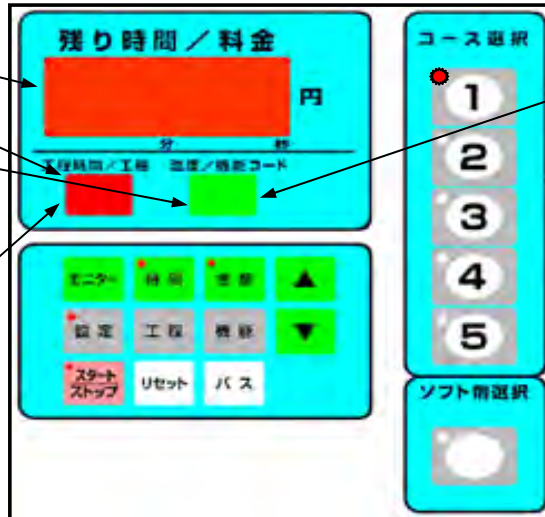 残り時間／料金
円
分 秒
工程時間／工程 温度／機能コード
モニター 時間 金額 ▲
設定 工程 機能 ▼
スタート
ストップ
リセット パス
コース選択
1
2
3
4
5
ソフト剤選択